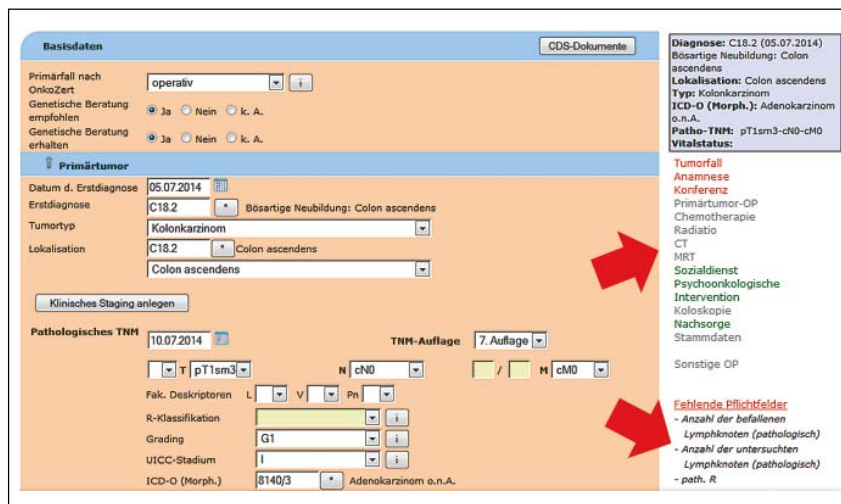 Basisdaten
CDS-Dokumente
Primärfall nach
OnkoZert
operativ
i
Genetische Beratung
empfohlen
Ja Nein k. A.
Genetische Beratung
erhalten
Ja Nein k. A.
Primärtumor
Datum d. Erstdiagnose 05.07.2014
Erstdiagnose C18.2 * Bösartige Neubildung: Colon ascendens
Tumortyp Kolonkarzinom
Lokalisation C18.2 * Colon ascendens
Colon ascendens
Klinisches Staging anlegen
Pathologisches TNM 10.07.2014 TNM-Auflage 7. Auflage
T pT1sm3 N cN0 / M cM0
Fak. Deskriptoren L V Pn
R-Klassifikation i
Grading G1 i
UICC-Stadium I i
ICD-O (Morph.) 8140/3 * Adenokarzinom o.n.A.
Diagnose: C18.2 (05.07.2014)
Bösartige Neubildung: Colon
ascendens
Lokalisation: Colon ascendens
Typ: Kolonkarzinom
ICD-O (Morph.): Adenokarzinom
o.n.A.
Patho-TNM: pT1sm3-cN0-cM0
Vitalstatus:
Tumorfall
Anamnese
Konferenz
Primärtumor-OP
Chemotherapie
Radiatio
CT
MRT
Sozialdienst
Psychoonkologische
Intervention
Koloskopie
Nachsorge
Stammdaten
Sonstige OP
Fehlende Pflichtfelder
- Anzahl der befallenen
Lymphknoten (pathologisch)
- Anzahl der untersuchten
Lymphknoten (pathologisch)
- path. R